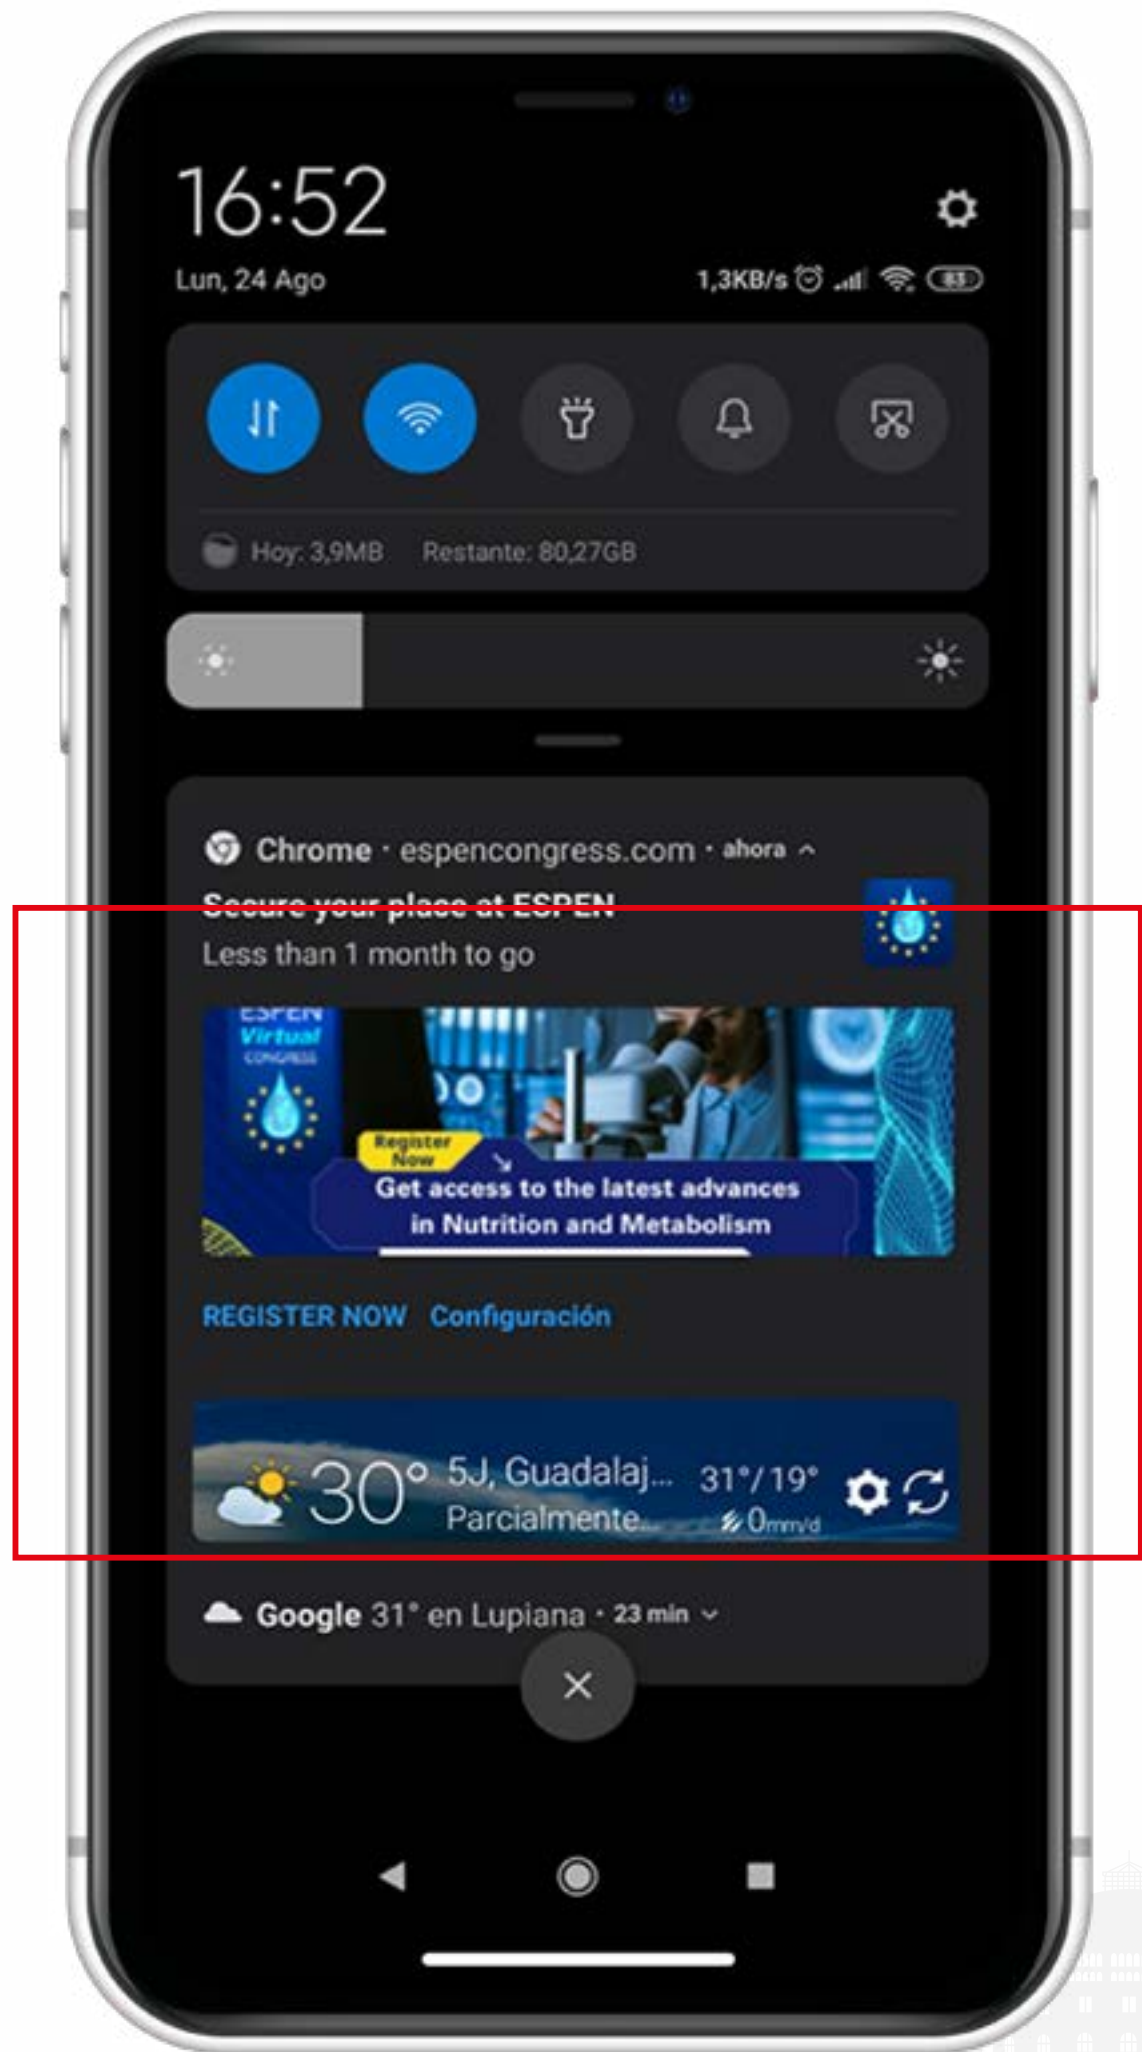 16:52
Lun, 24 Ago
1,3KB/s 83
Hoy: 3,9MB Restante: 80,27GB
Chrome · espencongress.com · ahora
Secure your place at ESPEN
Less than 1 month to go
ESPEN
Virtual
CONGRESS
Register
Now
Get access to the latest advances
in Nutrition and Metabolism
REGISTER NOW Configuración
30° 5J, Guadalaj... 31°/19°
Parcialmente... 0mm/d
Google 31° en Lupiana · 23 min